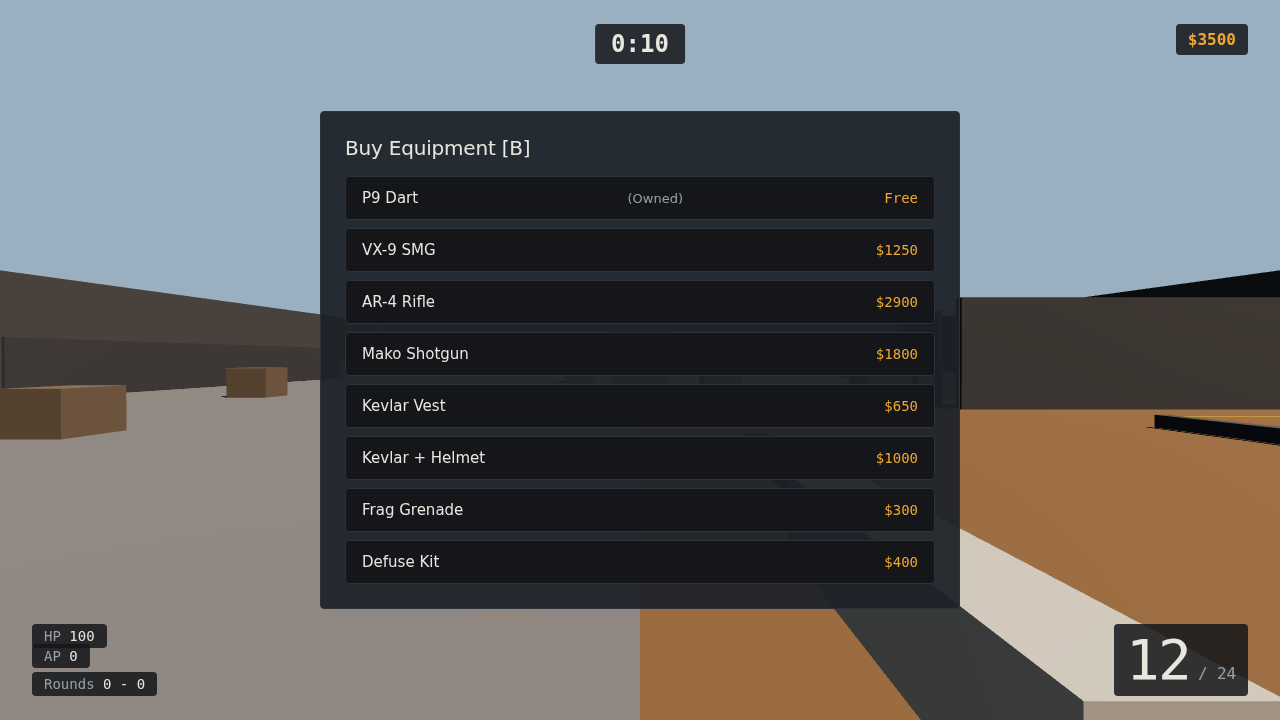 0:10
$3500
Buy Equipment [B]
P9 Dart (Owned) Free
VX-9 SMG $1250
AR-4 Rifle $2900
Mako Shotgun $1800
Kevlar Vest $650
Kevlar + Helmet $1000
Frag Grenade $300
Defuse Kit $400
HP 100
AP 0
Rounds 0 - 0
12 / 24